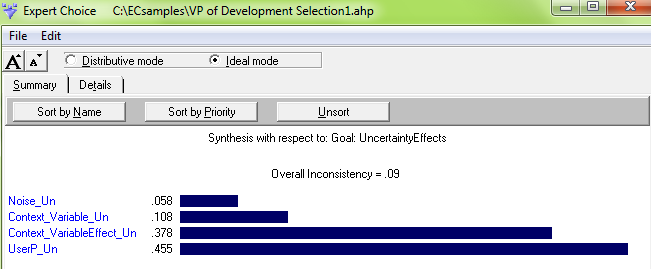 Expert Choice C:\ECsamples\VP of Development Selection1.ahp
File Edit
A A Distributive mode Ideal mode
Summary Details
Sort by Name Sort by Priority Unsort
Synthesis with respect to: Goal: UncertaintyEffects
Overall Inconsistency = .09
Noise_Un .058
Context_Variable_Un .108
Context_VariableEffect_Un .378
UserP_Un .455